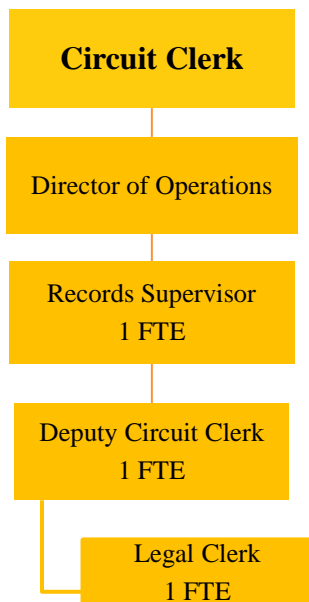 Circuit Clerk
Director of Operations
Records Supervisor
1 FTE
Deputy Circuit Clerk
1 FTE
Legal Clerk
1 FTE